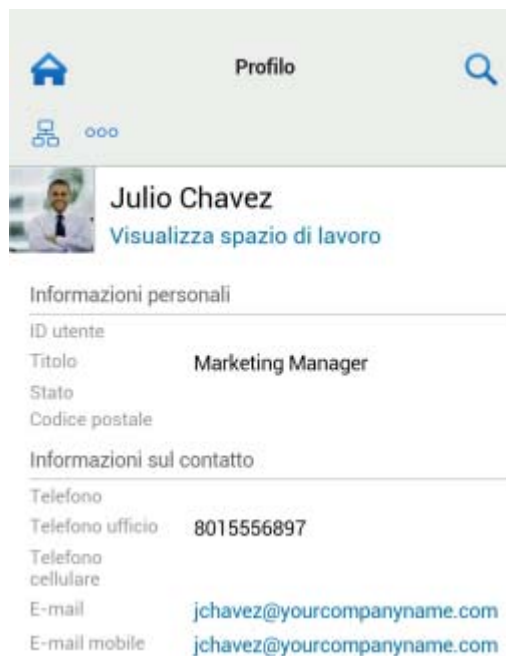 Profilo
Julio Chavez
Visualizza spazio di lavoro
Informazioni personali
ID utente
Titolo Marketing Manager
Stato
Codice postale
Informazioni sul contatto
Telefono
Telefono ufficio 8015556897
Telefono
cellulare
E-mail jchavez@yourcompanyname.com
E-mail mobile jchavez@yourcompanyname.com